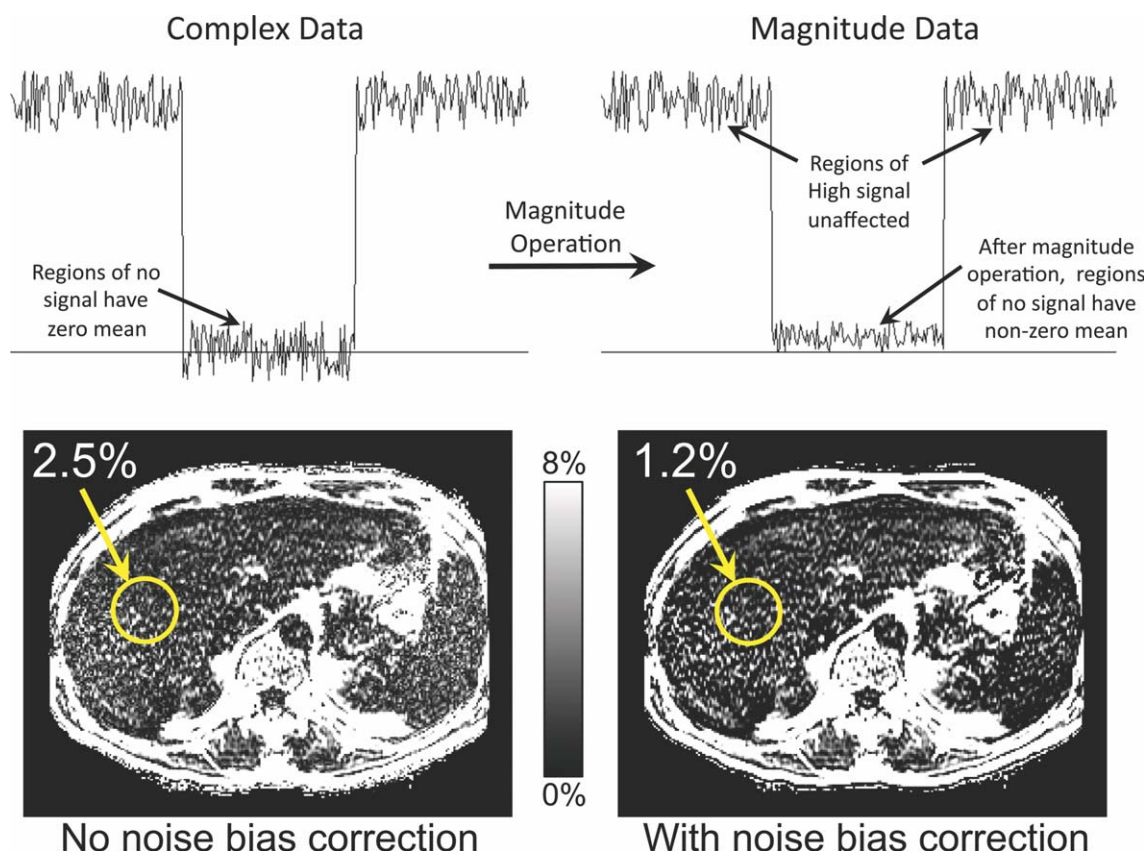 Complex Data
Magnitude Data
Regions of no
signal have
zero mean
Magnitude
Operation
Regions of
High signal
unaffected
After magnitude
operation, regions
of no signal have
non-zero mean
2.5%
8%
0%
1.2%
No noise bias correction
With noise bias correction